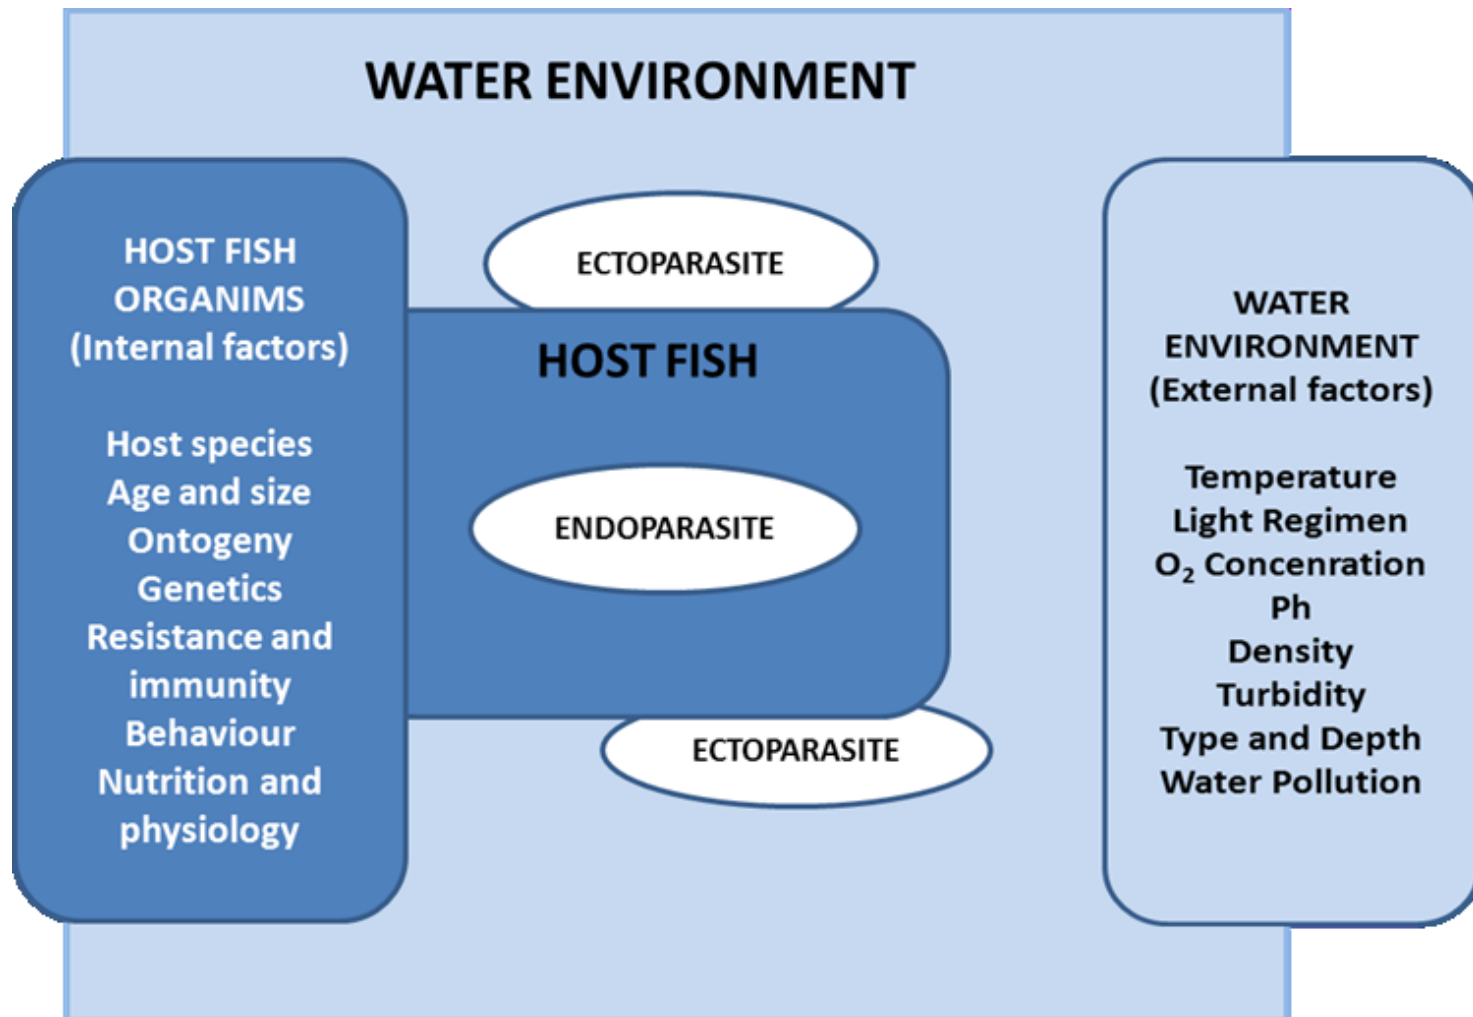 WATER ENVIRONMENT
HOST FISH
ORGANIMS
(Internal factors)
Host species
Age and size
Ontogeny
Genetics
Resistance and
immunity
Behaviour
Nutrition and
physiology
ECTOPARASITE
HOST FISH
ENDOPARASITE
ECTOPARASITE
WATER
ENVIRONMENT
(External factors)
Temperature
Light Regimen
O₂ Concenration
Ph
Density
Turbidity
Type and Depth
Water Pollution